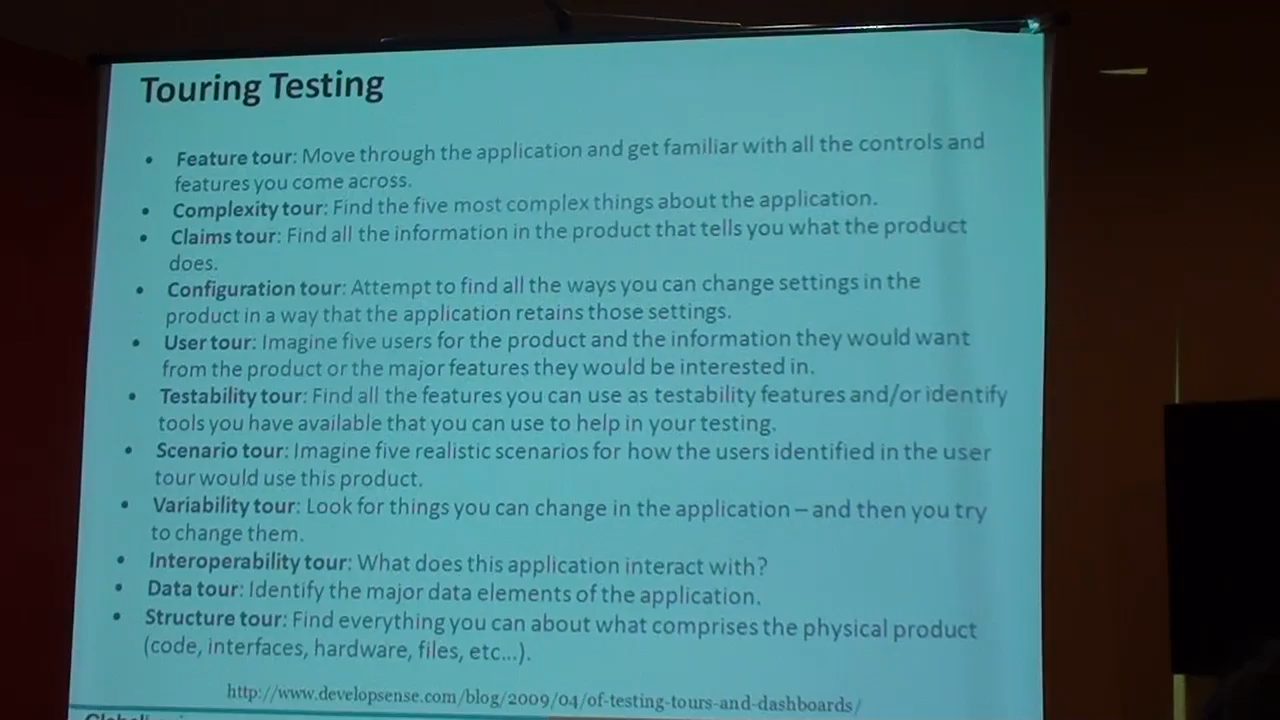 Touring Testing
• Feature tour: Move through the application and get familiar with all the controls and
features you come across.
• Complexity tour: Find the five most complex things about the application.
• Claims tour: Find all the information in the product that tells you what the product
does.
• Configuration tour: Attempt to find all the ways you can change settings in the
product in a way that the application retains those settings.
• User tour: Imagine five users for the product and the information they would want
from the product or the major features they would be interested in.
• Testability tour: Find all the features you can use as testability features and/or identify
tools you have available that you can use to help in your testing.
• Scenario tour: Imagine five realistic scenarios for how the users identified in the user
tour would use this product.
• Variability tour: Look for things you can change in the application – and then you try
to change them.
• Interoperability tour: What does this application interact with?
• Data tour: Identify the major data elements of the application.
• Structure tour: Find everything you can about what comprises the physical product
(code, interfaces, hardware, files, etc...).
http://www.developsense.com/blog/2009/04/of-testing-tours-and-dashboards/